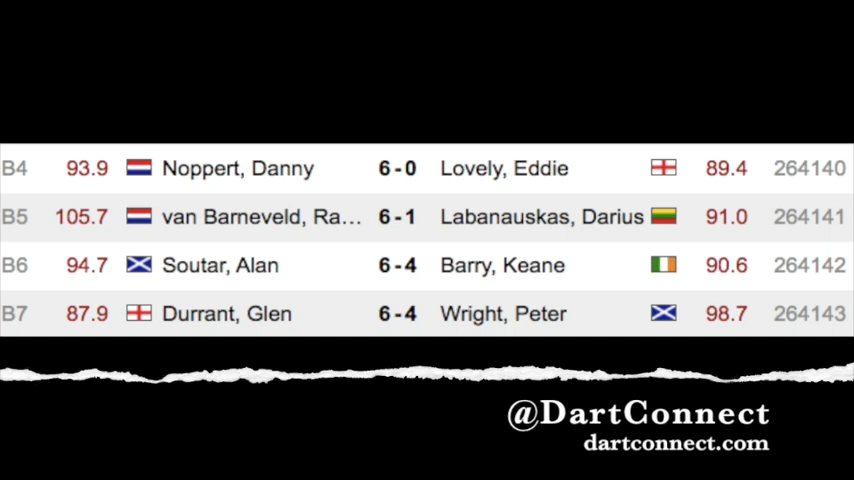 B4 93.9 Noppert, Danny 6 - 0 Lovely, Eddie 89.4 264140
B5 105.7 van Barneveld, Ra... 6 - 1 Labanauskas, Darius 91.0 264141
B6 94.7 Soutar, Alan 6 - 4 Barry, Keane 90.6 264142
B7 87.9 Durrant, Glen 6 - 4 Wright, Peter 98.7 264143
@DartConnect
dartconnect.com